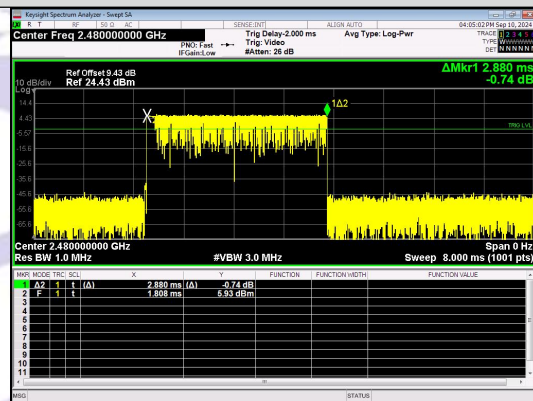 Keysight Spectrum Analyzer - Swept SA
R T RF 50 Ω AC SENSE:INT ALIGN AUTO 04:05:02 PM Sep 10, 2024
Center Freq 2.480000000 GHz Trig Delay-2.000 ms Avg Type: Log-Pwr TRACE 1 2 3 4 5
PNO: Fast Trig: Video TYPE
IFGain:Low #Atten: 26 dB DET N N N N N
ΔMkr1 2.880 ms
Ref Offset 9.43 dB
10 dB/div Ref 24.43 dBm -0.74 dB
Log
14.4
4.43
1Δ2
TRIG LVL
-5.57
-15.6
-25.6
-35.6
-45.6
-55.6
-65.6
Center 2.480000000 GHz Span 0 Hz
Res BW 1.0 MHz #VBW 3.0 MHz Sweep 8.000 ms (1001 pts)
MKR MODE TRC SCL X Y FUNCTION FUNCTION WIDTH FUNCTION VALUE
1 Δ2 1 t (Δ) 2.880 ms (Δ) -0.74 dB
2 F 1 t 1.808 ms 5.93 dBm
3
4
5
6
7
8
9
10
11
MSG STATUS